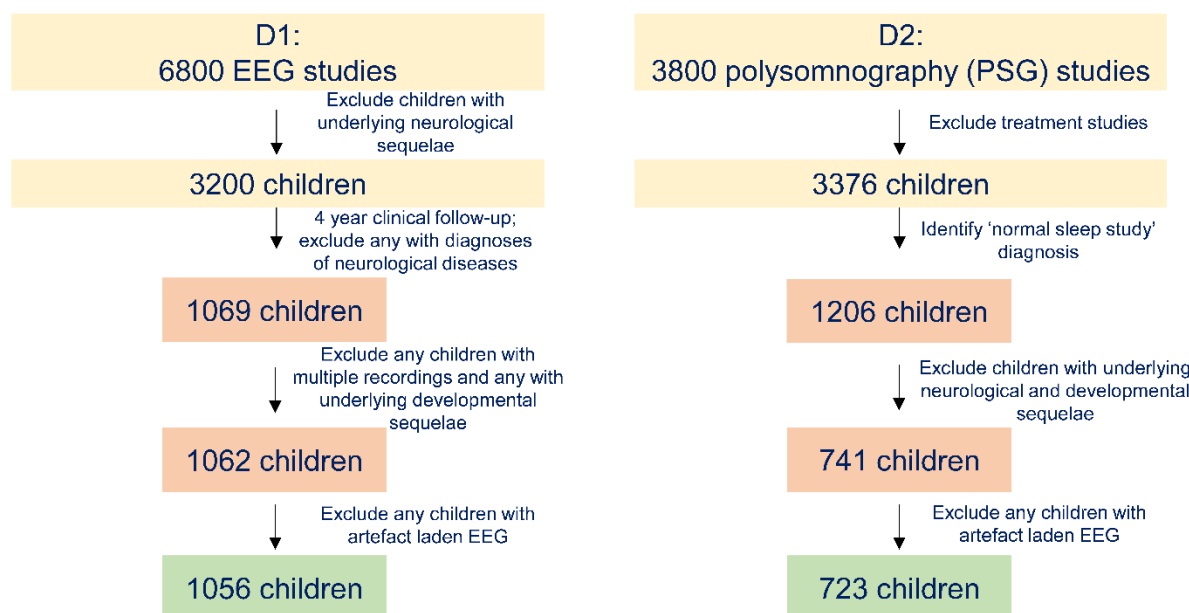 D1:
6800 EEG studies
Exclude children with
underlying neurological
sequelae
3200 children
4 year clinical follow-up;
exclude any with diagnoses
of neurological diseases
1069 children
Exclude any children with
multiple recordings and any with
underlying developmental
sequelae
1062 children
Exclude any children with
artefact laden EEG
1056 children
D2:
3800 polysomnography (PSG) studies
Exclude treatment studies
3376 children
Identify ‘normal sleep study’
diagnosis
1206 children
Exclude children with underlying
neurological and developmental
sequelae
741 children
Exclude any children with
artefact laden EEG
723 children